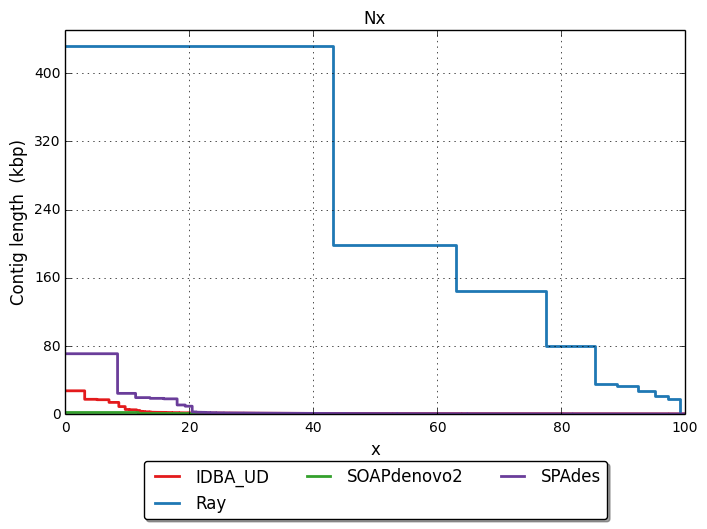 Nx
Contig length (kbp)
400
320
240
160
80
0
0 20 40 60 80 100
x
IDBA_UD SOAPdenovo2 SPAdes
Ray